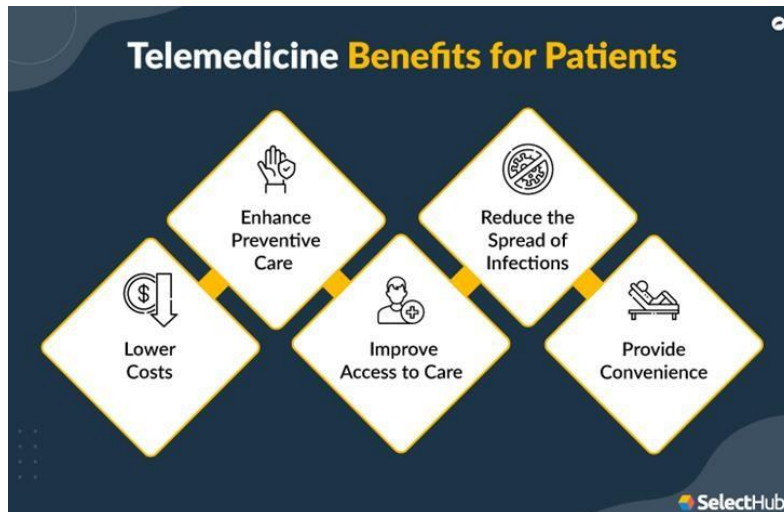 Telemedicine Benefits for Patients
Lower
Costs
Enhance
Preventive
Care
Improve
Access to Care
Reduce the
Spread of
Infections
Provide
Convenience
SelectHub